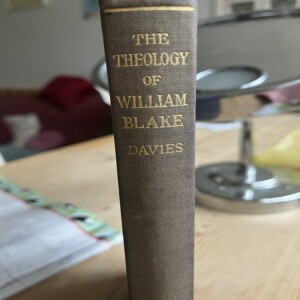 THE
THEOLOGY
OF
WILLIAM
BLAKE
DAVIES